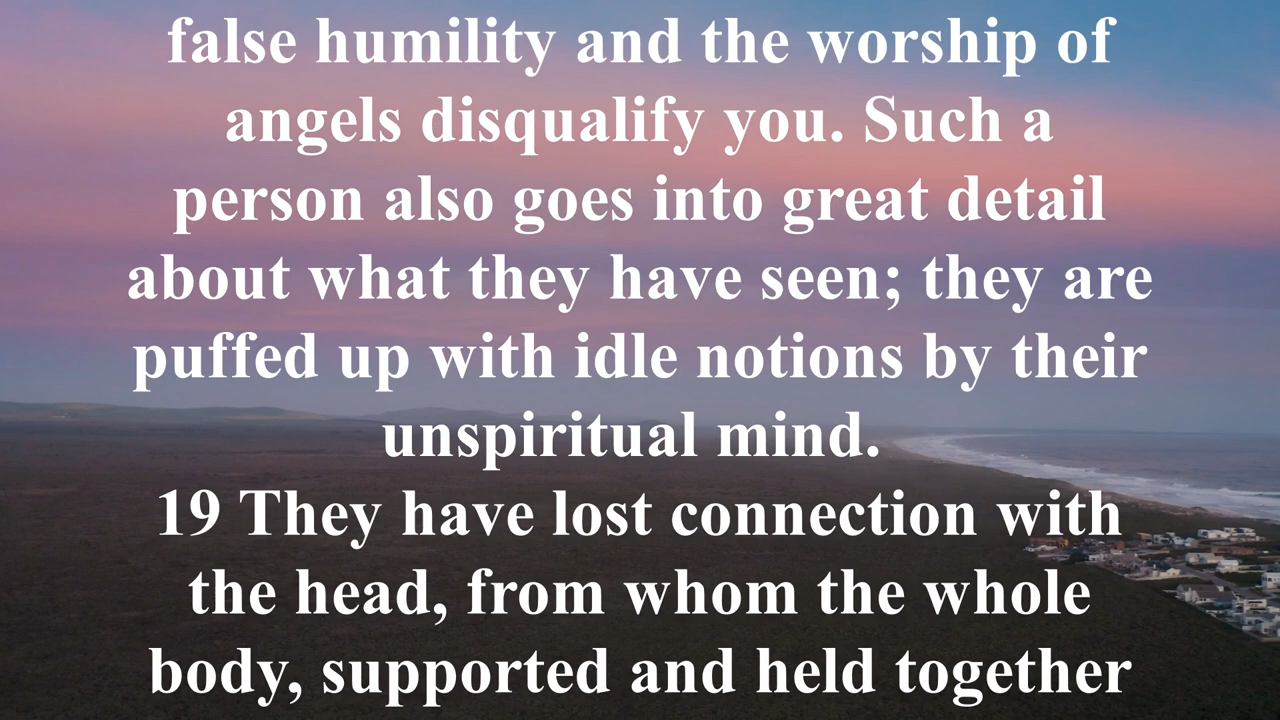 false humility and the worship of
angels disqualify you. Such a
person also goes into great detail
about what they have seen; they are
puffed up with idle notions by their
unspiritual mind.
19 They have lost connection with
the head, from whom the whole
body, supported and held together